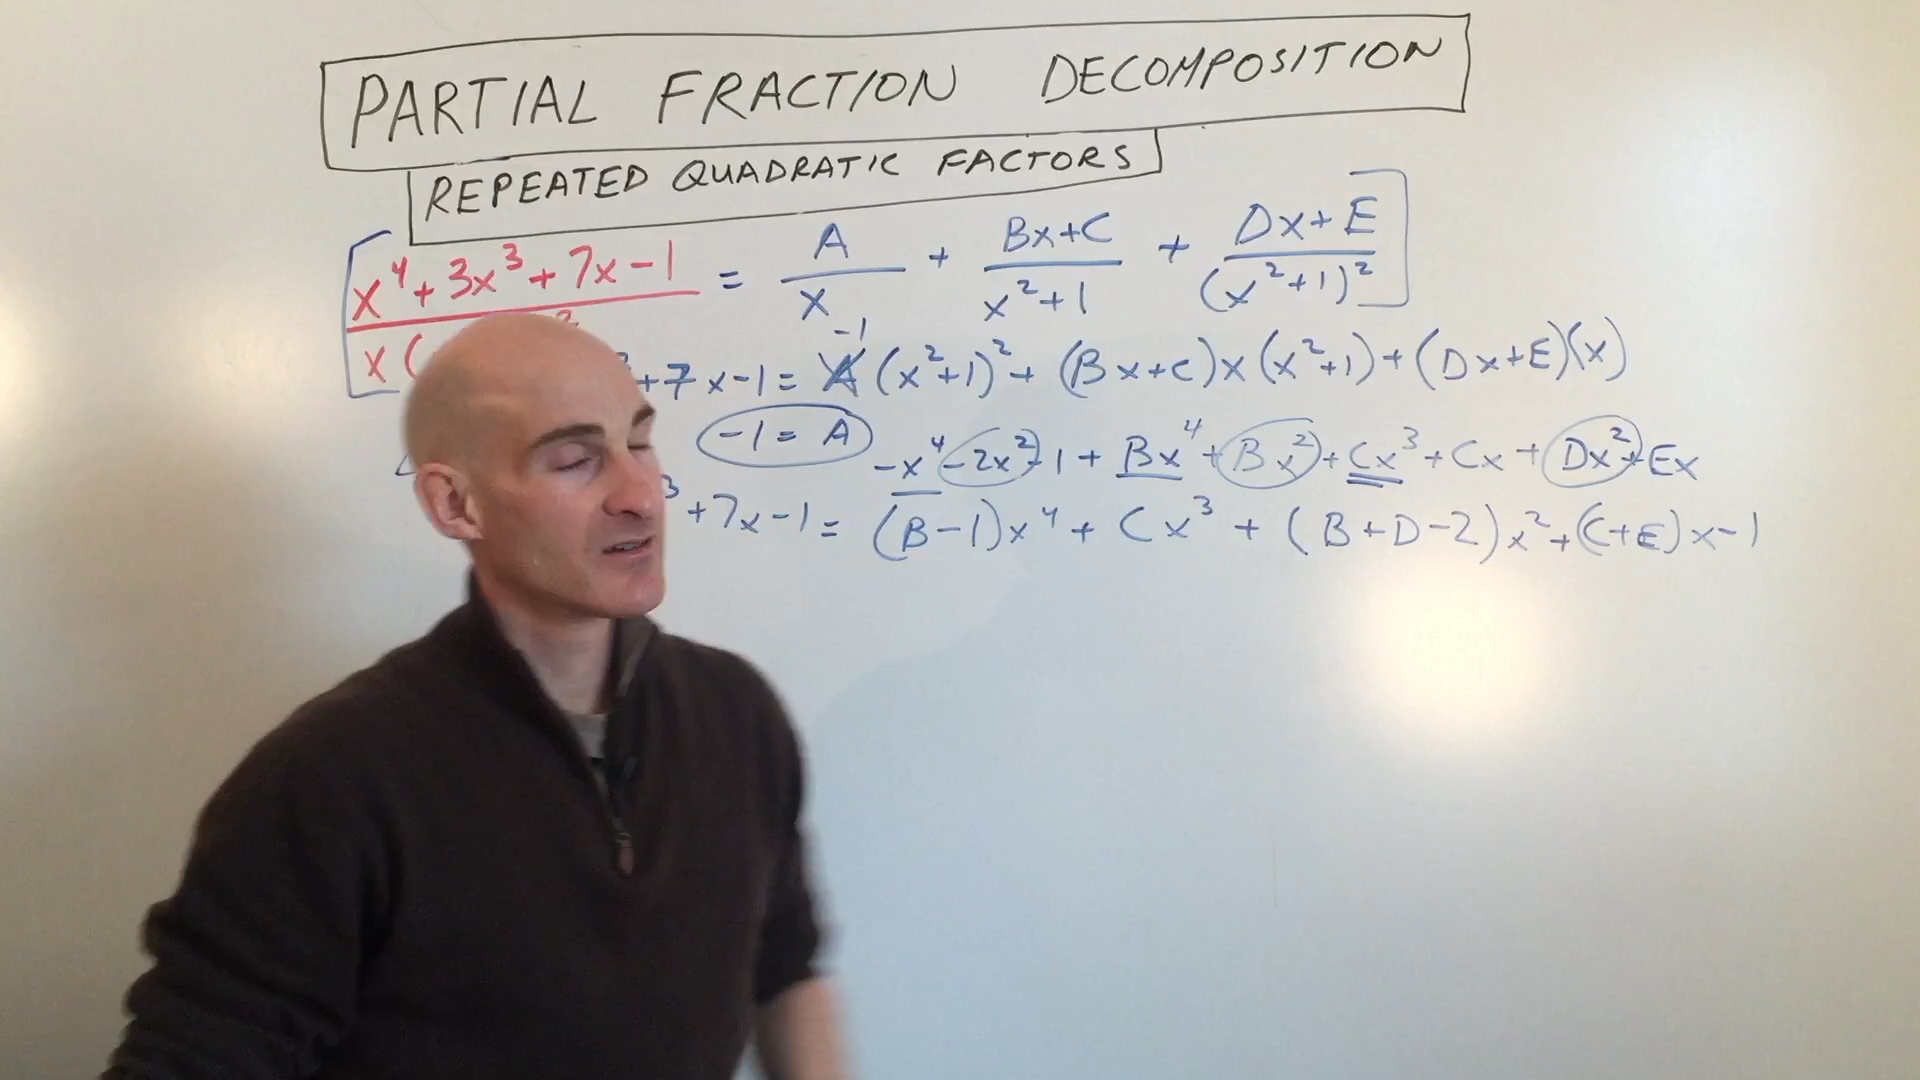 PARTIAL FRACTION DECOMPOSITION
REPEATED QUADRATIC FACTORS
x⁴+3x³+7x-1 / x( ² = A/x + Bx+C/x²+1 + Dx+E/(x²+1)²
+7x-1 = A -1 (x²+1)² + (Bx+C)x(x²+1) + (Dx+E)(x)
-1 = A
-x⁴-2x²-1 + Bx⁴ + Bx² + Cx³ + Cx + Dx² + Ex
³ +7x-1 = (B-1)x⁴ + Cx³ + (B+D-2)x² + (C+E)x-1